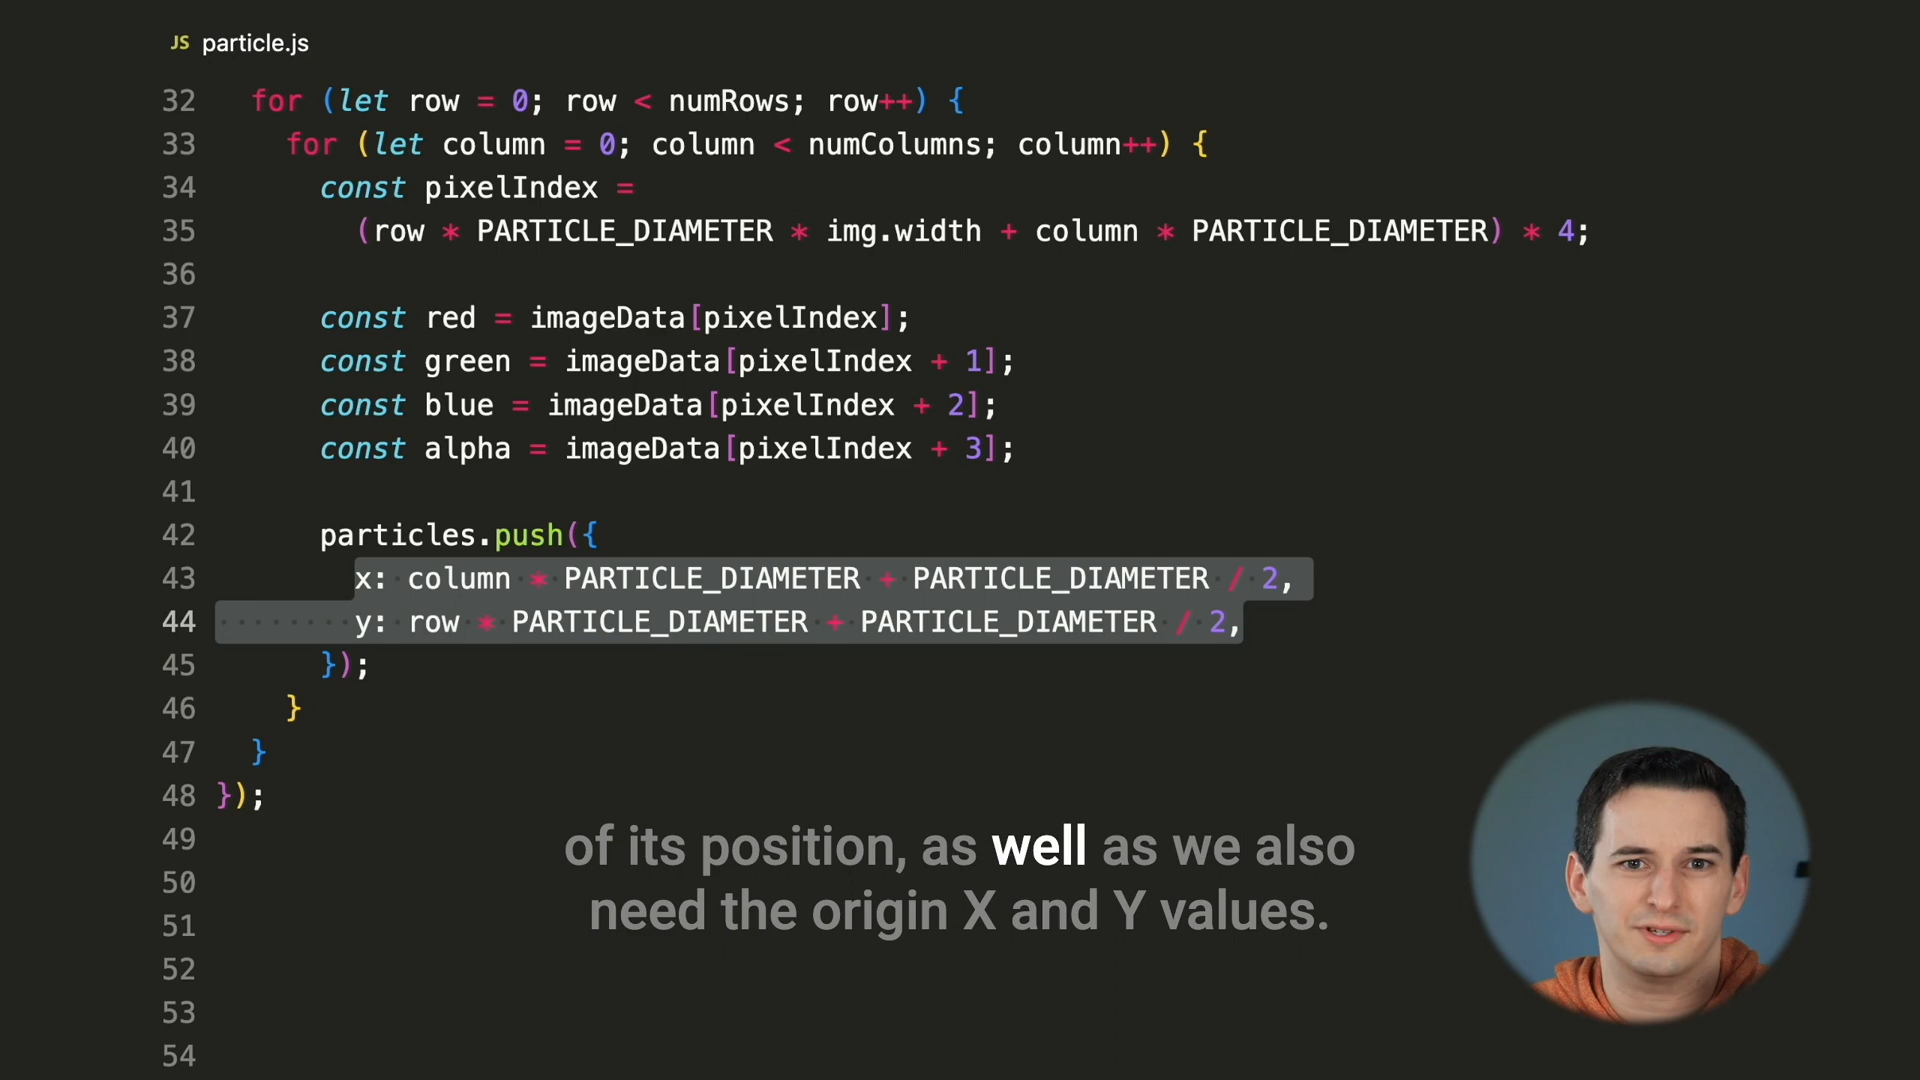 JS particle.js
32 for (let row = 0; row < numRows; row++) {
33 for (let column = 0; column < numColumns; column++) {
34 const pixelIndex =
35 (row * PARTICLE_DIAMETER * img.width + column * PARTICLE_DIAMETER) * 4;
36
37 const red = imageData[pixelIndex];
38 const green = imageData[pixelIndex + 1];
39 const blue = imageData[pixelIndex + 2];
40 const alpha = imageData[pixelIndex + 3];
41
42 particles.push({
43 x: column * PARTICLE_DIAMETER + PARTICLE_DIAMETER / 2,
44 y: row * PARTICLE_DIAMETER + PARTICLE_DIAMETER / 2,
45 });
46 }
47 }
48 });
49
50
51
52
53
54
of its position, as well as we also
need the origin X and Y values.